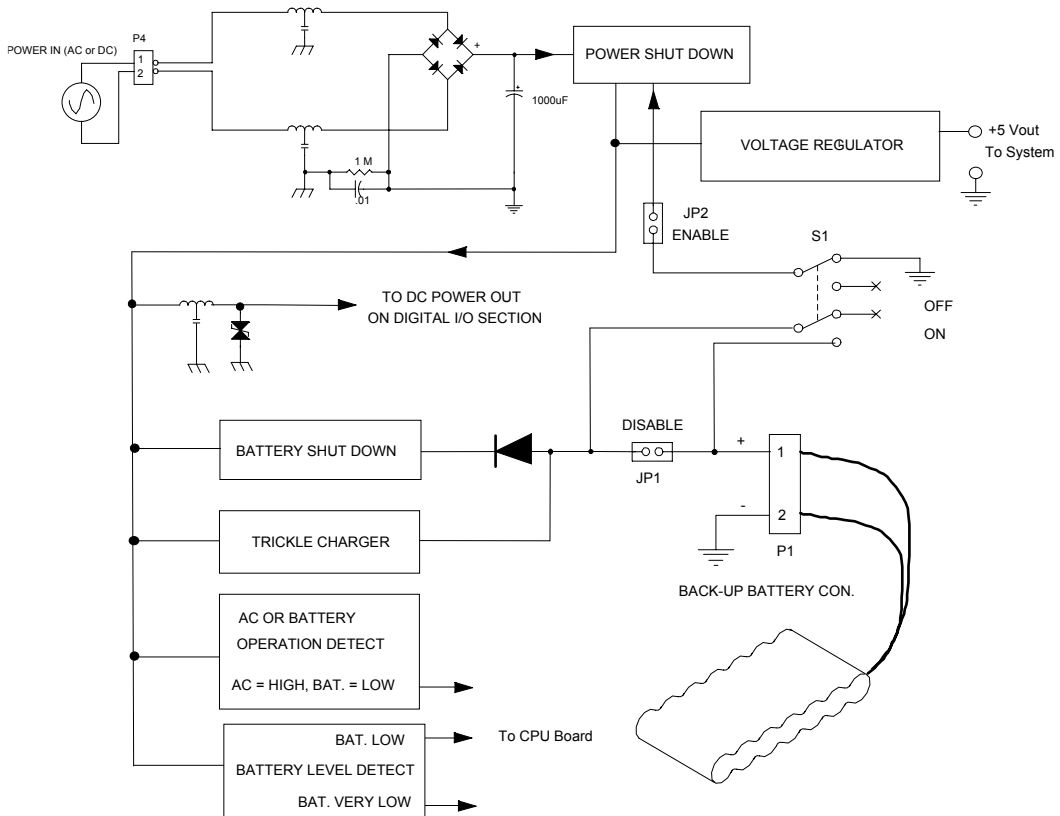 POWER IN (AC or DC)
P4
1
2
+
+
1000uF
1 M
.01
POWER SHUT DOWN
VOLTAGE REGULATOR
+5 Vout
To System
JP2
ENABLE
S1
OFF
ON
TO DC POWER OUT
ON DIGITAL I/O SECTION
BATTERY SHUT DOWN
DISABLE
JP1
+
1
-
2
P1
TRICKLE CHARGER
BACK-UP BATTERY CON.
AC OR BATTERY
OPERATION DETECT
AC = HIGH, BAT. = LOW
BAT. LOW
To CPU Board
BATTERY LEVEL DETECT
BAT. VERY LOW